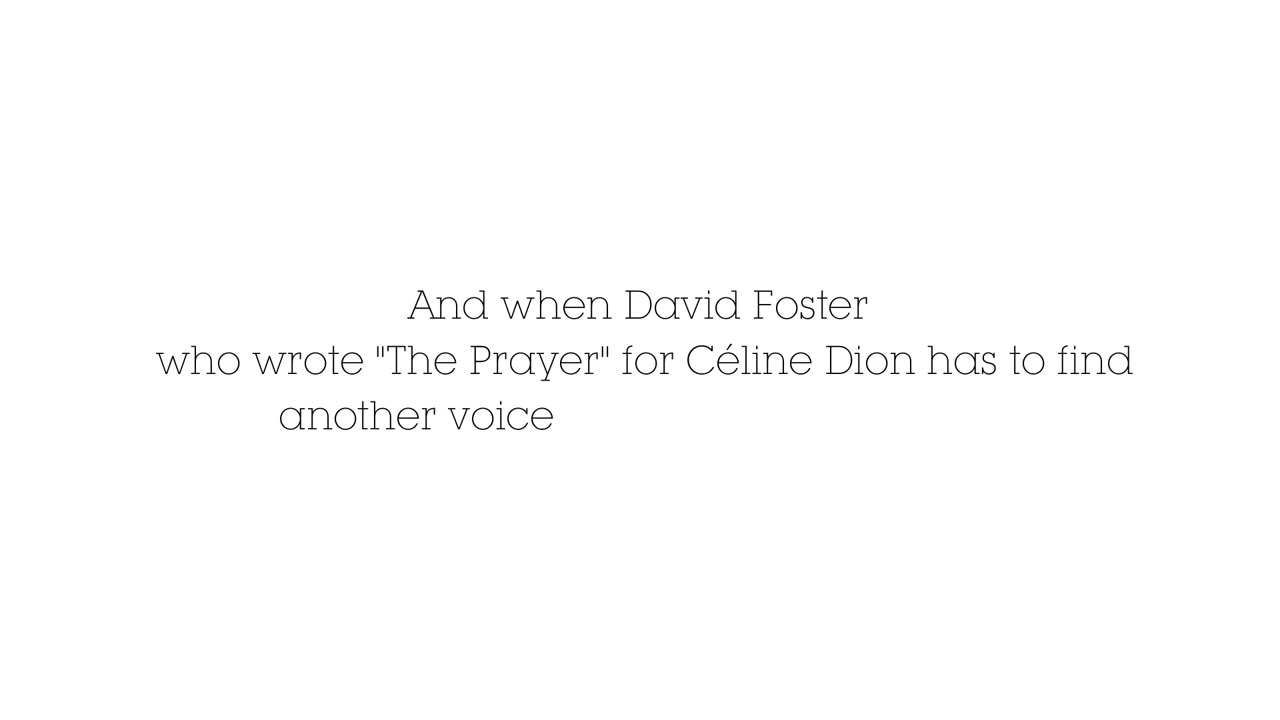 And when David Foster
who wrote "The Prayer" for Céline Dion has to find
another voice